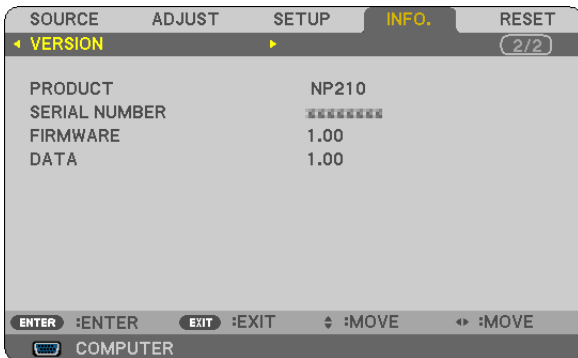 SOURCE ADJUST SETUP INFO. RESET
VERSION 2/2
PRODUCT NP210
SERIAL NUMBER
FIRMWARE 1.00
DATA 1.00
ENTER :ENTER EXIT :EXIT :MOVE :MOVE
COMPUTER